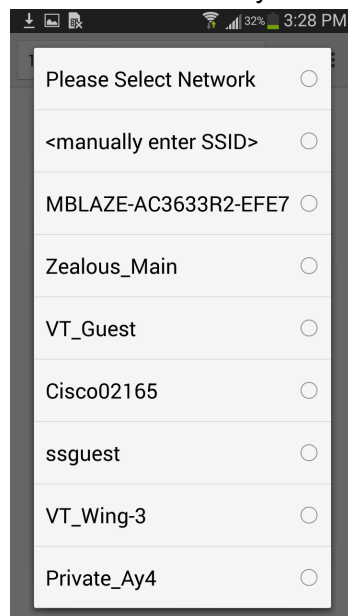 32% 3:28 PM
Please Select Network
<manually enter SSID>
MBLAZE-AC3633R2-EFE7
Zealous_Main
VT_Guest
Cisco02165
ssguest
VT_Wing-3
Private_Ay4